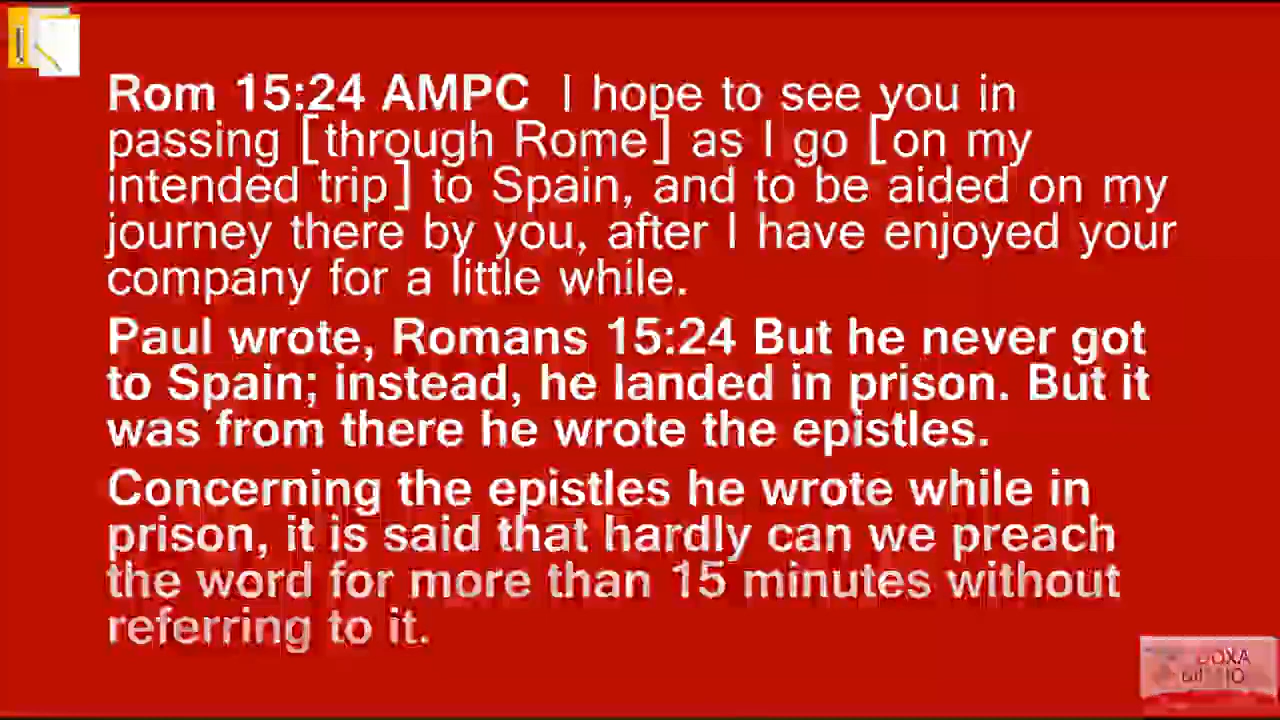 Rom 15:24 AMPC I hope to see you in
passing [through Rome] as I go [on my
intended trip] to Spain, and to be aided on my
journey there by you, after I have enjoyed your
company for a little while.
Paul wrote, Romans 15:24 But he never got
to Spain; instead, he landed in prison. But it
was from there he wrote the epistles.
Concerning the epistles he wrote while in
prison, it is said that hardly can we preach
the word for more than 15 minutes without
referring to it.
DOXA